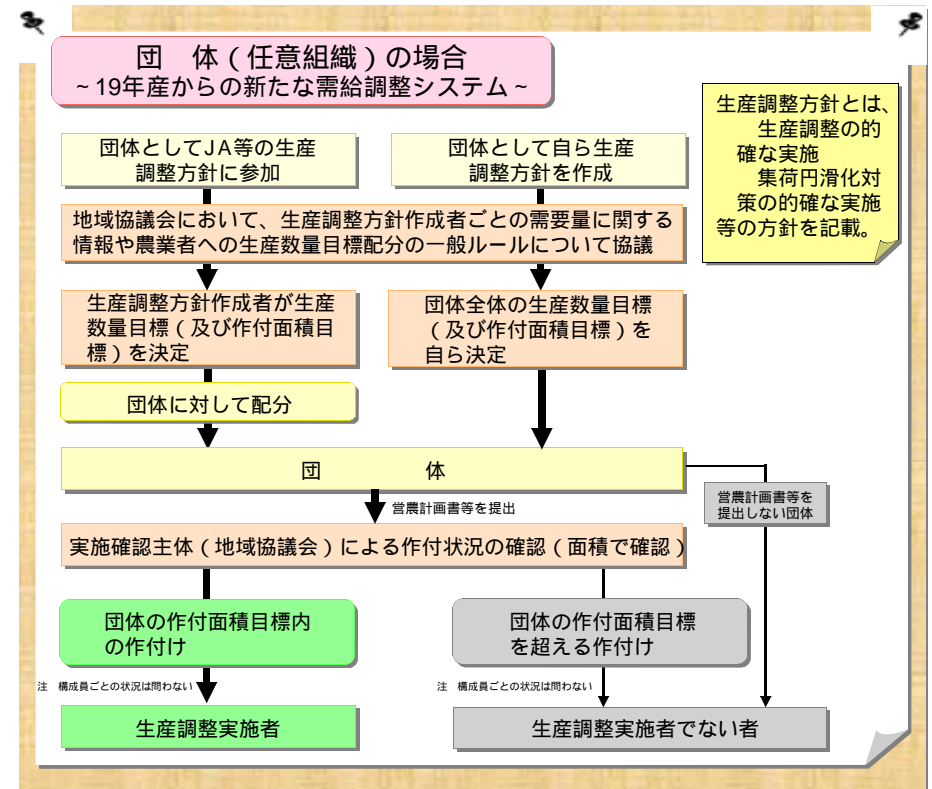 団　体（任意組織）の場合
~ 19年産からの新たな需給調整システム ~
生産調整方針とは、
生産調整の的
確な実施
集荷円滑化対
策の的確な実施
等の方針を記載。
団体としてJA等の生産
調整方針に参加
団体として自ら生産
調整方針を作成
地域協議会において、生産調整方針作成者ごとの需要量に関する
情報や農業者への生産数量目標配分の一般ルールについて協議
生産調整方針作成者が生産
数量目標（及び作付面積目
標）を決定
団体全体の生産数量目標
（及び作付面積目標）を
自ら決定
団体に対して配分
団　体
営農計画書等を提出
営農計画書等を
提出しない団体
実施確認主体（地域協議会）による作付状況の確認（面積で確認）
団体の作付面積目標内
の作付け
団体の作付面積目標
を超える作付け
注　構成員ごとの状況は問わない
注　構成員ごとの状況は問わない
生産調整実施者
生産調整実施者でない者